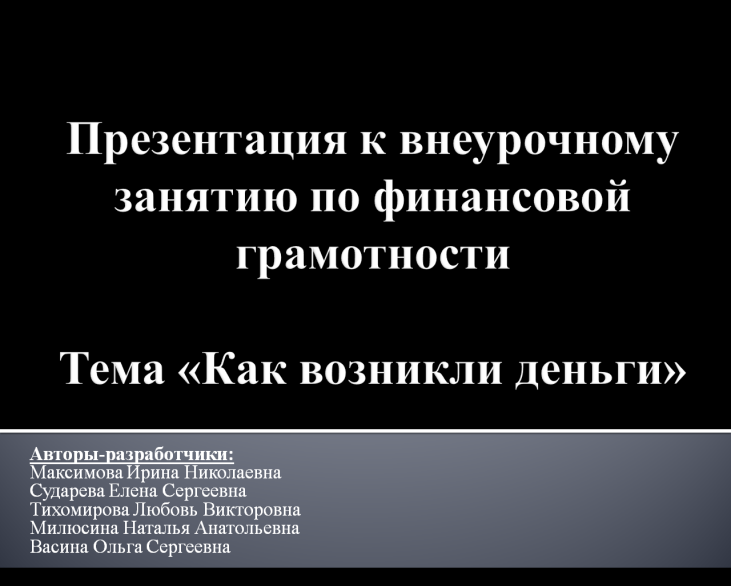 Презентация к внеурочному
занятию по финансовой
грамотности
Тема «Как возникли деньги»
Авторы-разработчики:
Максимова Ирина Николаевна
Сударева Елена Сергеевна
Тихомирова Любовь Викторовна
Милюсина Наталья Анатольевна
Васина Ольга Сергеевна